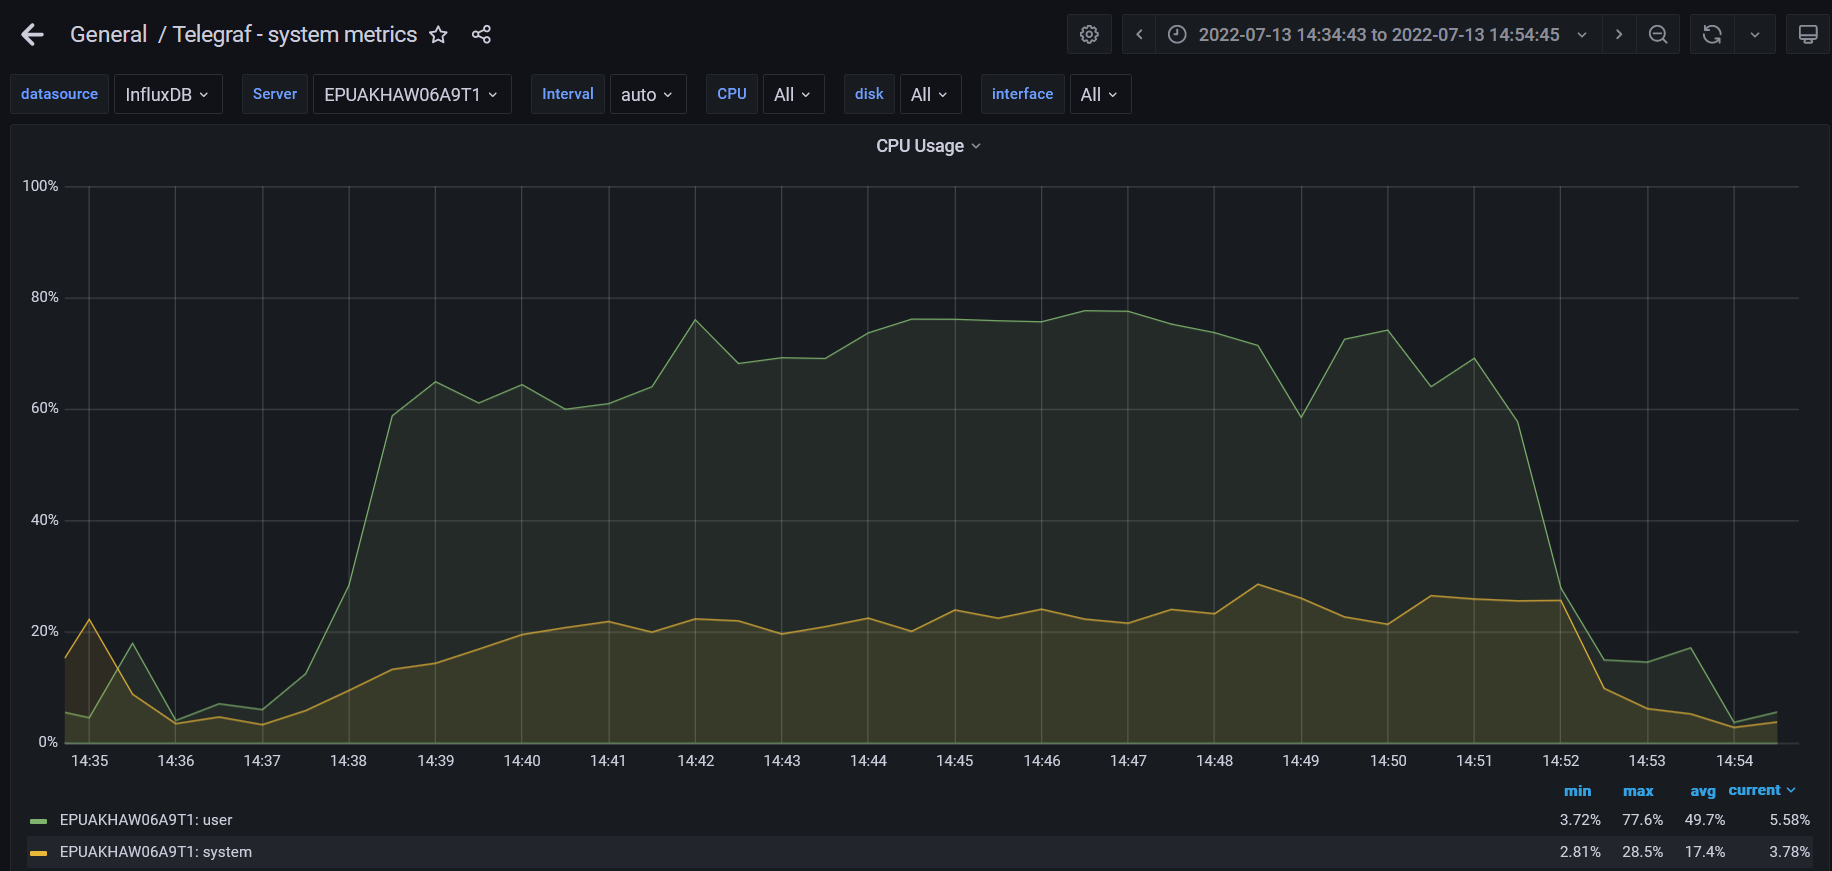 General / Telegraf - system metrics
2022-07-13 14:34:43 to 2022-07-13 14:54:45
datasource InfluxDB Server EPUAKHAW06A9T1 Interval auto CPU All disk All interface All
CPU Usage
100%
80%
60%
40%
20%
0%
14:35 14:36 14:37 14:38 14:39 14:40 14:41 14:42 14:43 14:44 14:45 14:46 14:47 14:48 14:49 14:50 14:51 14:52 14:53 14:54
min max avg current
EPUAKHAW06A9T1: user 3.72% 77.6% 49.7% 5.58%
EPUAKHAW06A9T1: system 2.81% 28.5% 17.4% 3.78%